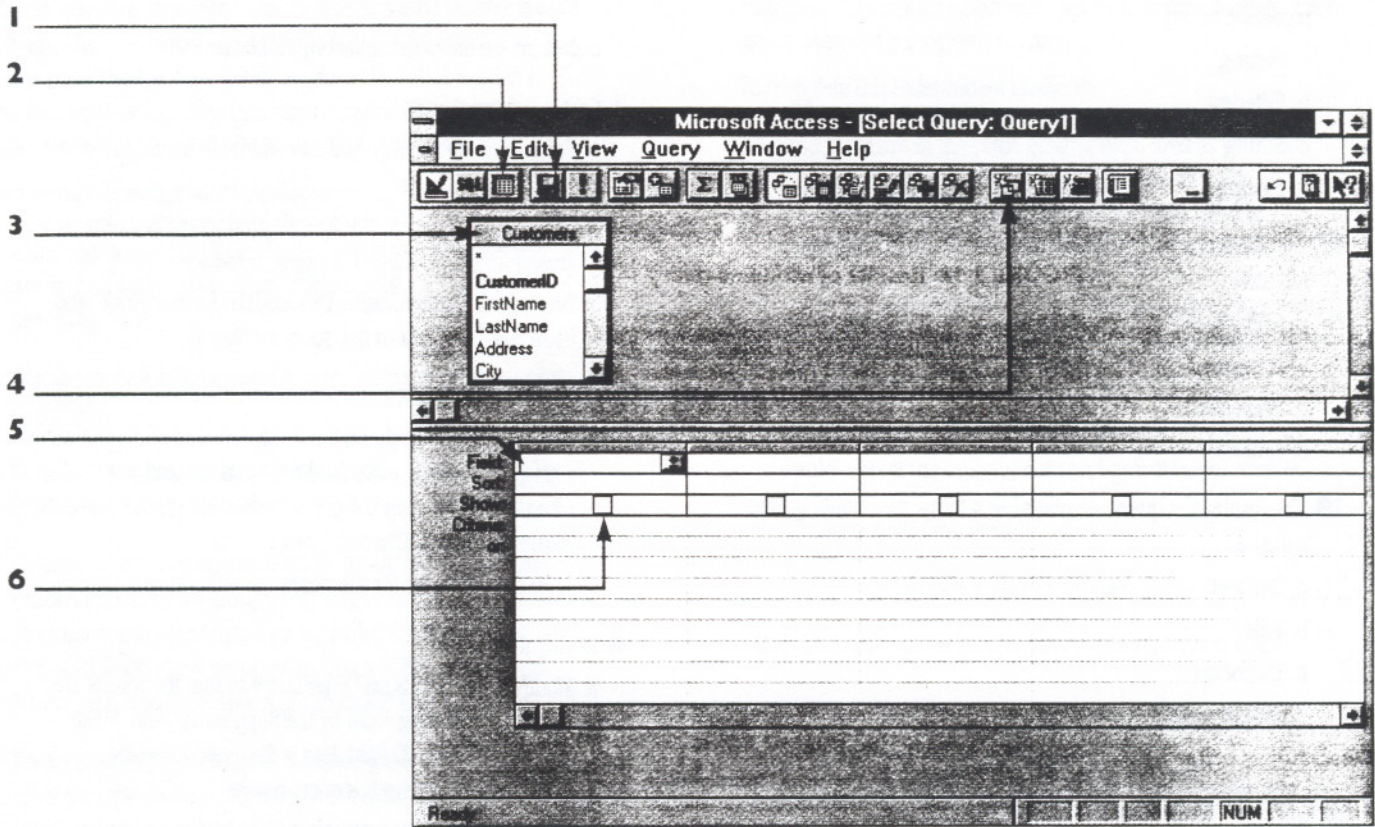 1
2
Microsoft Access - [Select Query: Query1]
File Edit View Query Window Help
SQL
3
Customers
*
CustomerID
FirstName
LastName
Address
City
4
5
Field:
Sort:
Show:
Criteria:
or:
6
Ready
NUM